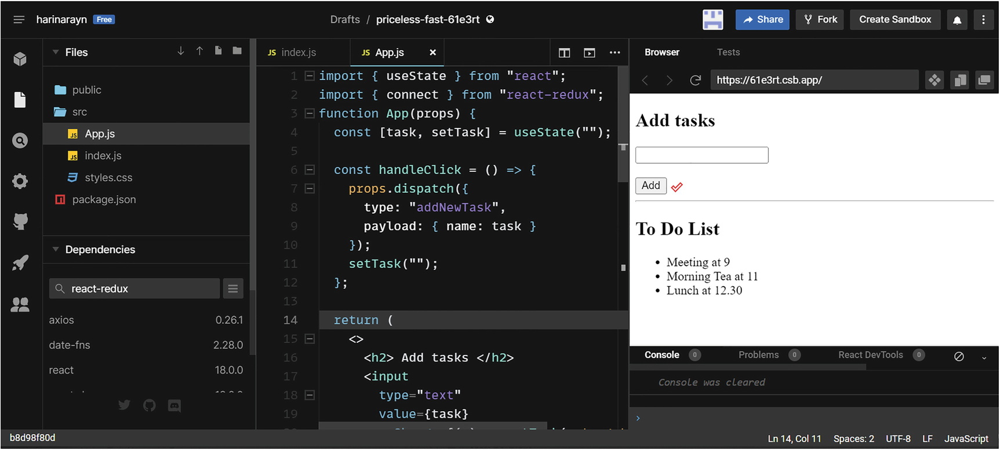 harinarayn Free
Drafts / priceless-fast-61e3rt
Share
Fork
Create Sandbox
Files
public
src
JS App.js
JS index.js
styles.css
package.json
Dependencies
react-redux
axios 0.26.1
date-fns 2.28.0
react 18.0.0
JS index.js
JS App.js
1 import { useState } from "react";
2 import { connect } from "react-redux";
3 function App(props) {
4 const [task, setTask] = useState("");
5
6 const handleClick = () => {
7 props.dispatch({
8 type: "addNewTask",
9 payload: { name: task }
10 });
11 setTask("");
12 };
13
14 return (
15 <>
16 <h2> Add tasks </h2>
17 <input
18 type="text"
19 value={task}
Browser Tests
https://61e3rt.csb.app/
Add tasks
Add
To Do List
• Meeting at 9
• Morning Tea at 11
• Lunch at 12.30
Console 0 Problems 0 React DevTools 0
Console was cleared
›
b8d98f80d
Ln 14, Col 11 Spaces: 2 UTF-8 LF JavaScript